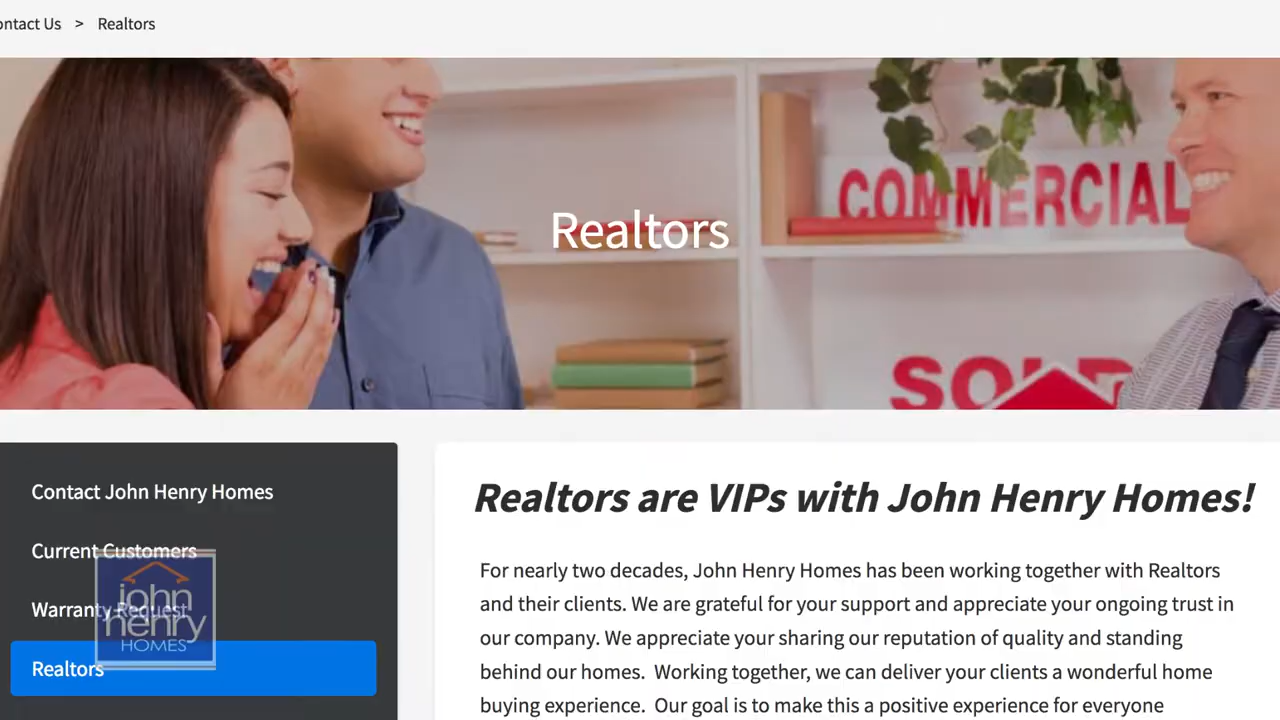 ontact Us > Realtors
COMMERCIAL
Realtors
SOLD
Contact John Henry Homes
Current Customers
Warranty Request
Realtors
john
henry
HOMES
Realtors are VIPs with John Henry Homes!
For nearly two decades, John Henry Homes has been working together with Realtors
and their clients. We are grateful for your support and appreciate your ongoing trust in
our company. We appreciate your sharing our reputation of quality and standing
behind our homes. Working together, we can deliver your clients a wonderful home
buying experience. Our goal is to make this a positive experience for everyone